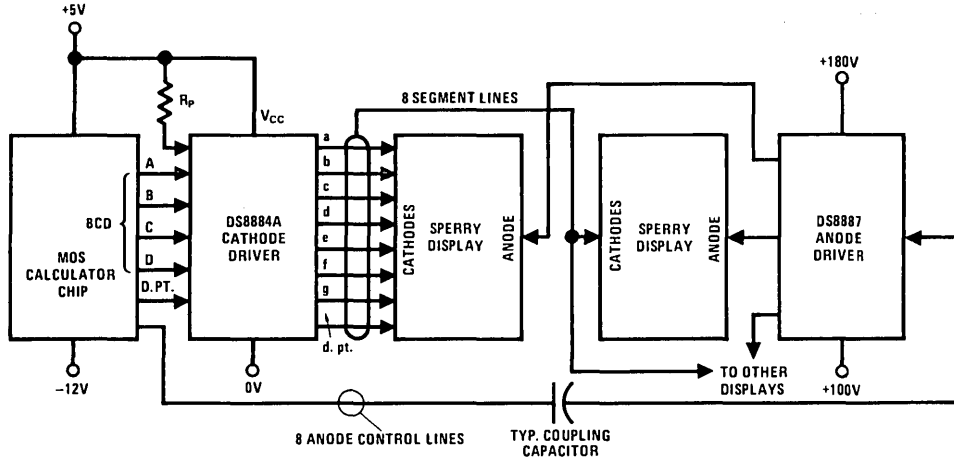 +5V
+180V
RP
VCC
8 SEGMENT LINES
MOS
CALCULATOR
CHIP
BCD
A
B
C
D
D.PT.
DS8884A
CATHODE
DRIVER
a
b
c
d
e
f
g
d. pt.
CATHODES
SPERRY
DISPLAY
ANODE
CATHODES
SPERRY DISPLAY
ANODE
DS8887
ANODE
DRIVER
-12V
0V
TO OTHER
DISPLAYS
+100V
8 ANODE CONTROL LINES
TYP. COUPLING
CAPACITOR